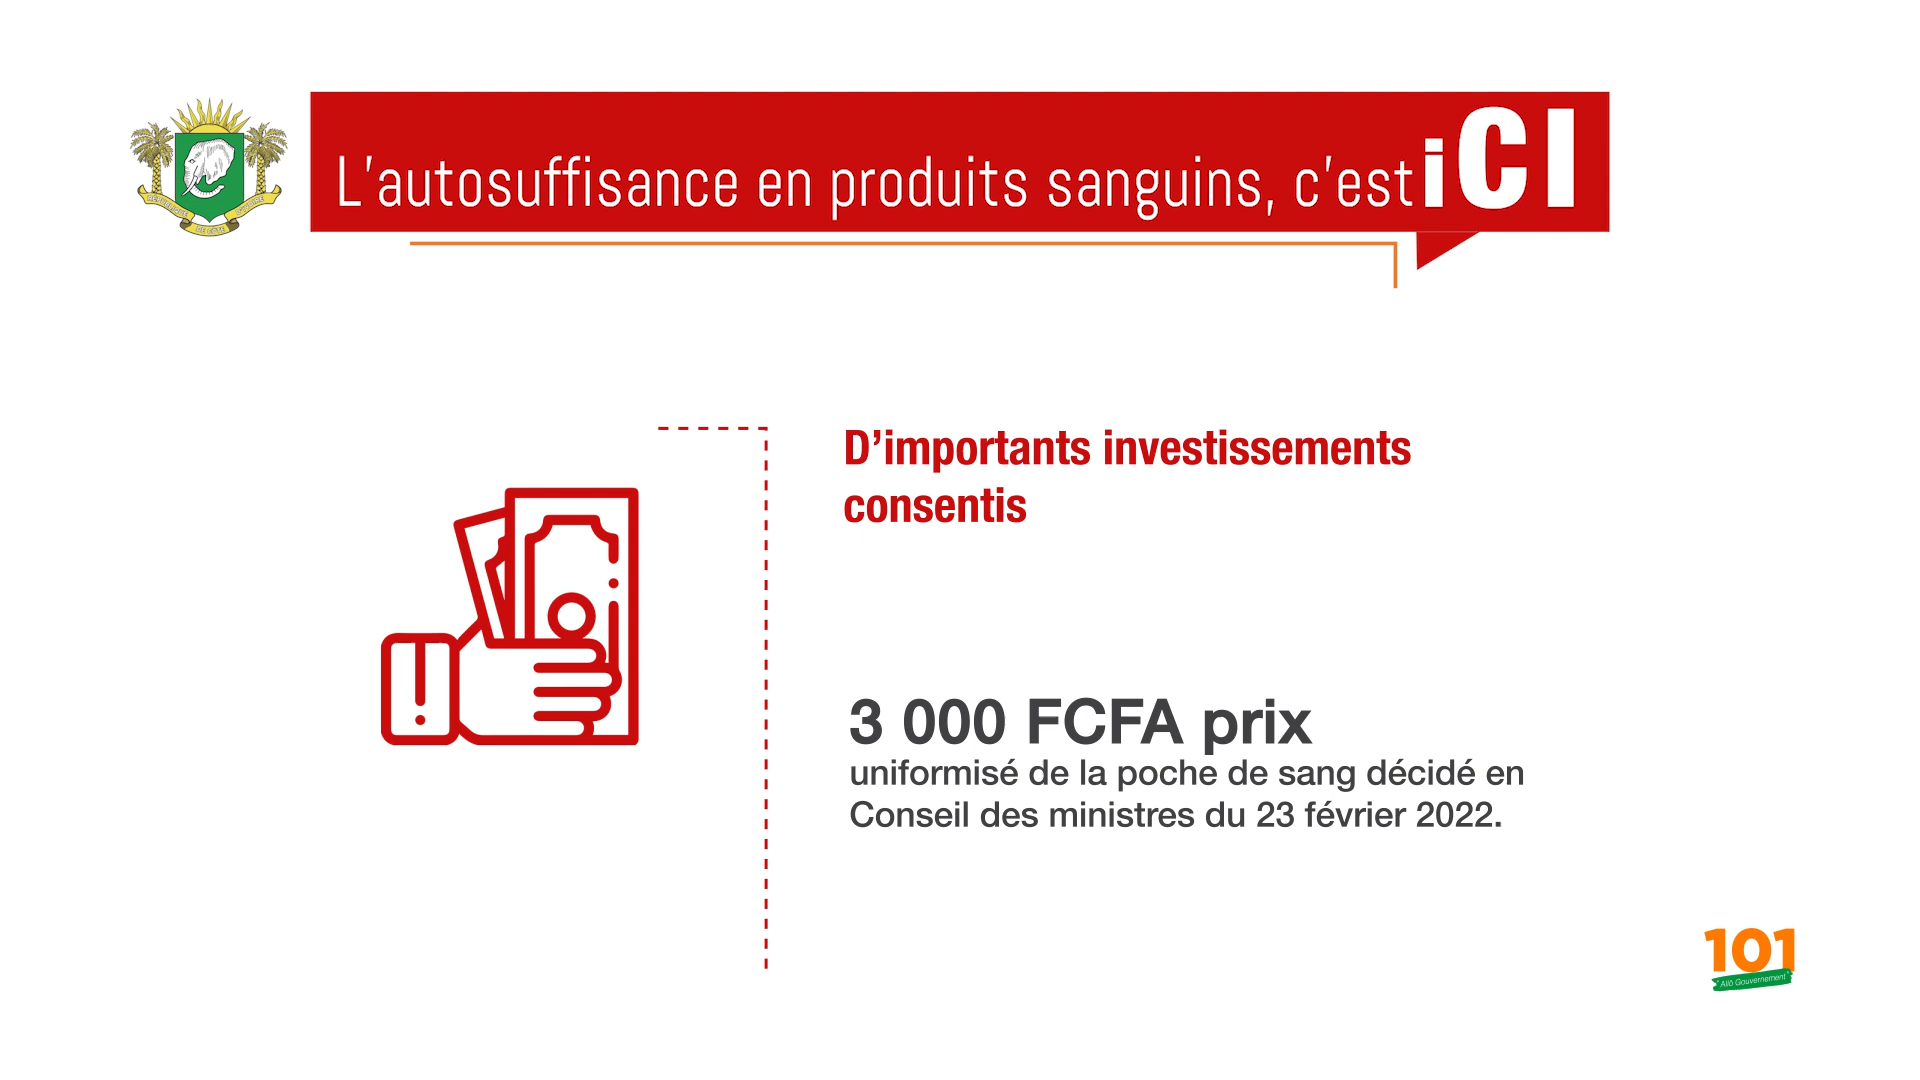 L'autosuffisance en produits sanguins, c'est iCI
D'importants investissements
consentis
3 000 FCFA prix
uniformisé de la poche de sang décidé en
Conseil des ministres du 23 février 2022.
101
Allô Gouvernement